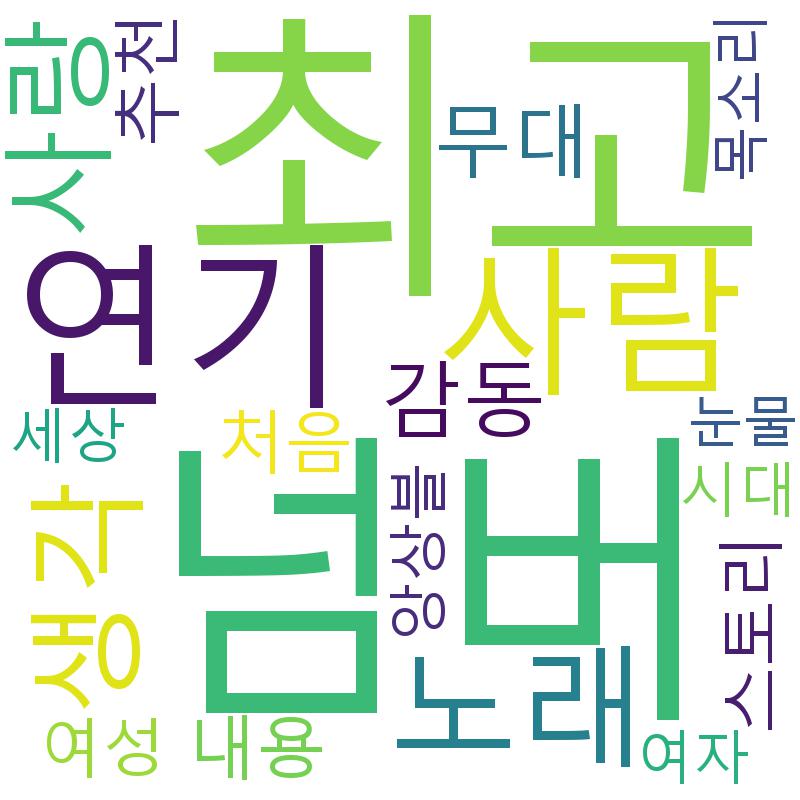 사랑
추천
최고
무대
목소리
연기
사람
감동
세상
처음
눈물
생각
넘버
앙상블
시대
스토리
노래
여성
내용
여자